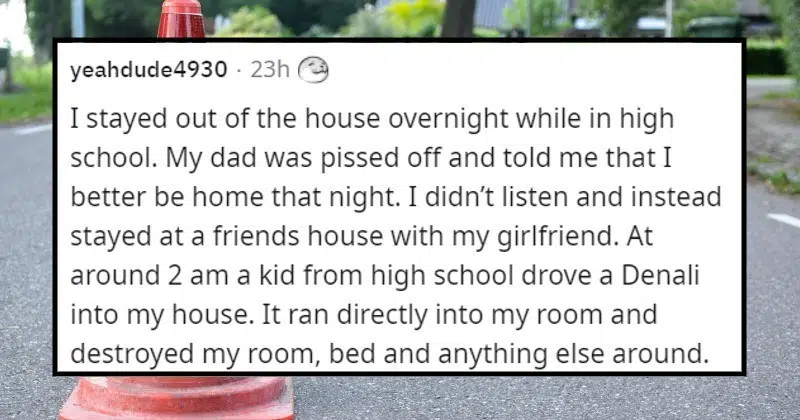 yeahdude4930 · 23h
I stayed out of the house overnight while in high
school. My dad was pissed off and told me that I
better be home that night. I didn’t listen and instead
stayed at a friends house with my girlfriend. At
around 2 am a kid from high school drove a Denali
into my house. It ran directly into my room and
destroyed my room, bed and anything else around.